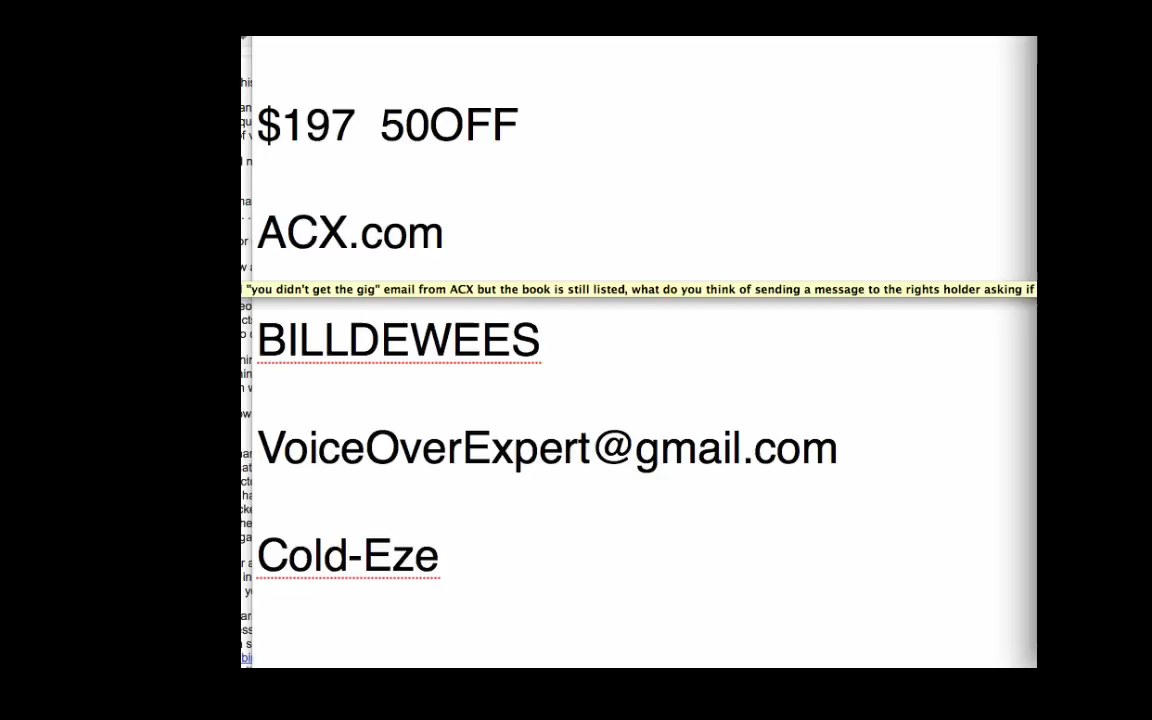 $197 50OFF
ACX.com
"you didn't get the gig" email from ACX but the book is still listed, what do you think of sending a message to the rights holder asking if
BILLDEWEES
VoiceOverExpert@gmail.com
Cold-Eze